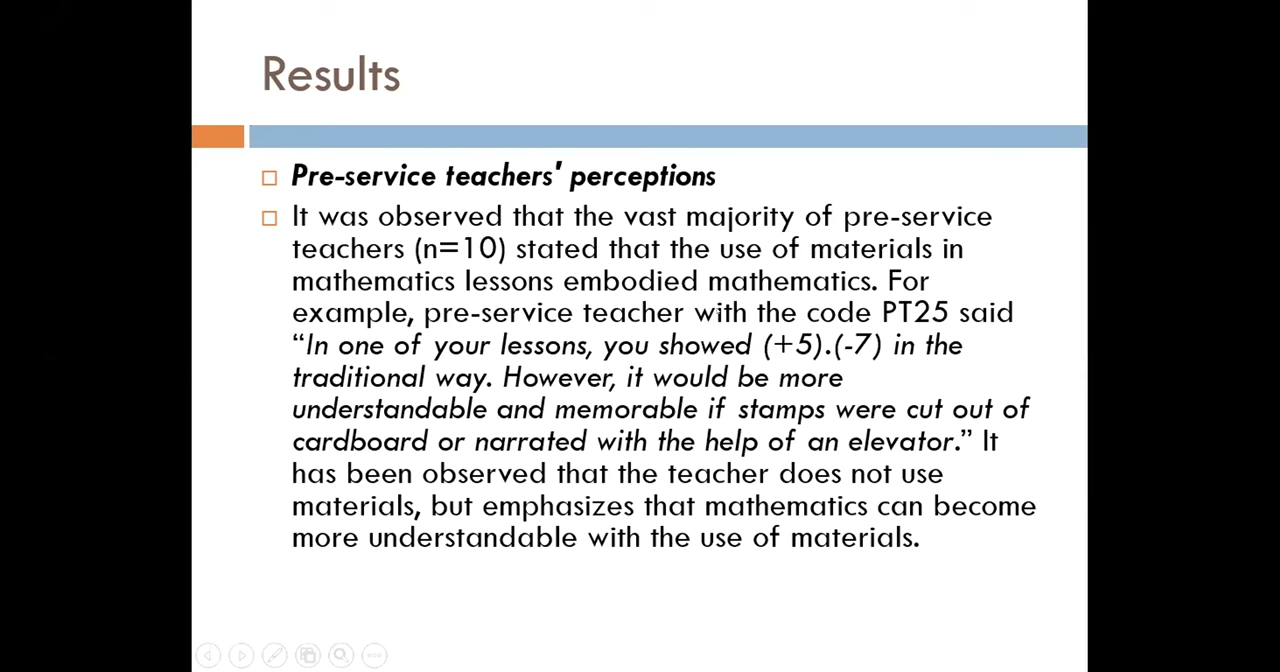 Results
Pre-service teachers' perceptions
It was observed that the vast majority of pre-service
teachers (n=10) stated that the use of materials in
mathematics lessons embodied mathematics. For
example, pre-service teacher with the code PT25 said
“In one of your lessons, you showed (+5).(-7) in the
traditional way. However, it would be more
understandable and memorable if stamps were cut out of
cardboard or narrated with the help of an elevator.” It
has been observed that the teacher does not use
materials, but emphasizes that mathematics can become
more understandable with the use of materials.